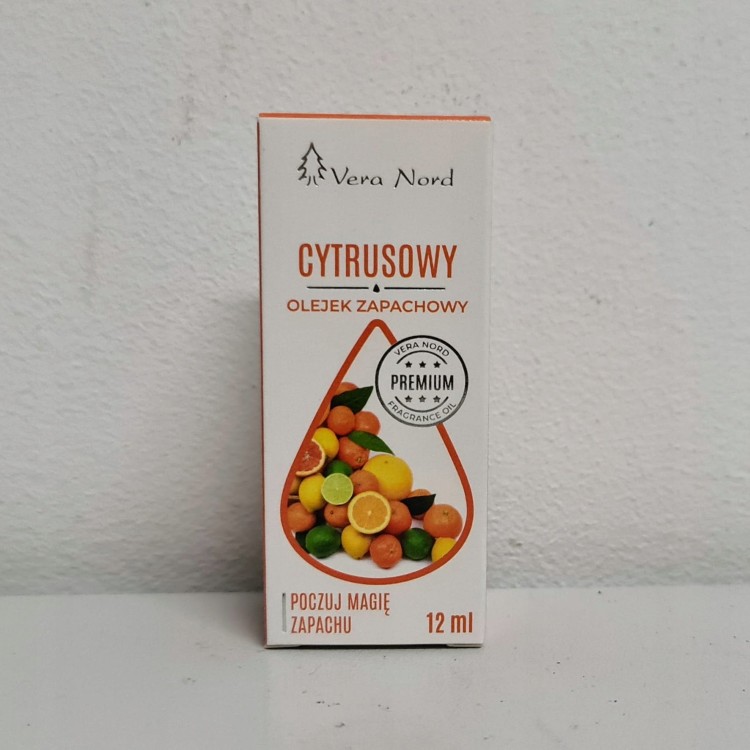 Vera Nord
CYTRUSOWY
OLEJEK ZAPACHOWY
VERA NORD
PREMIUM
FRAGRANCE OIL
POCZUJ MAGIĘ
ZAPACHU
12 ml